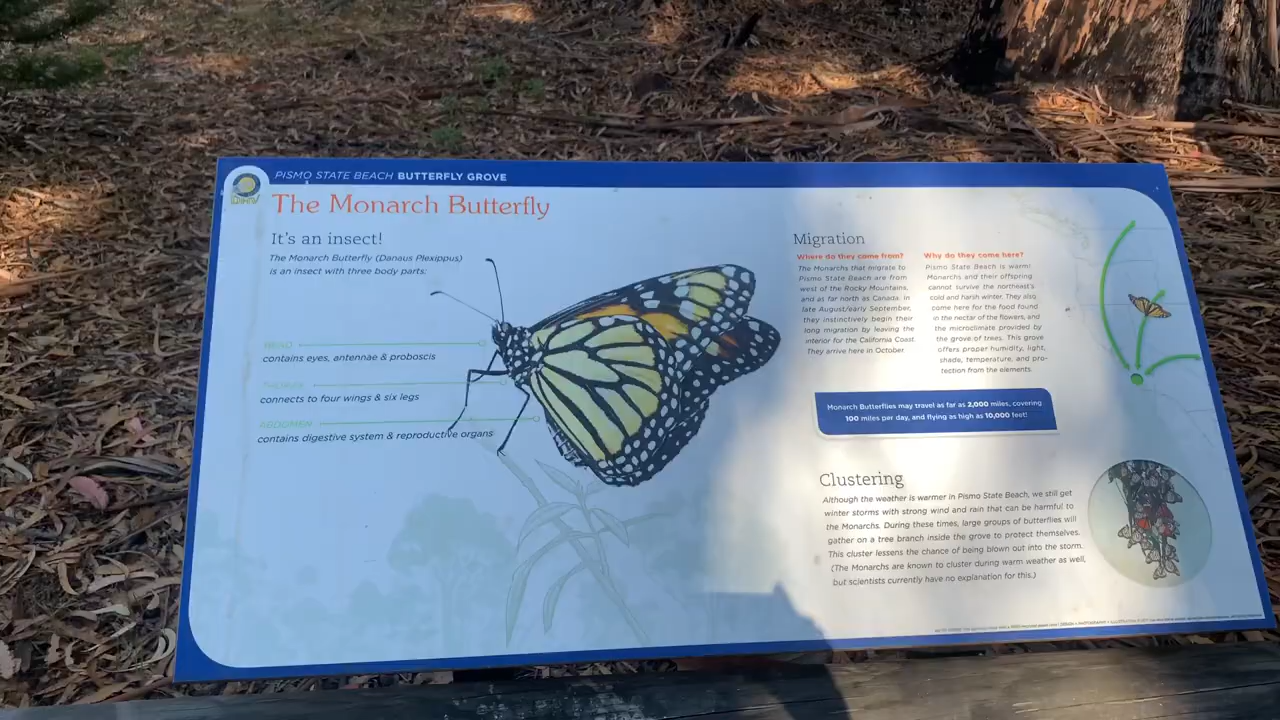 PISMO STATE BEACH BUTTERFLY GROVE
The Monarch Butterfly
It's an insect!
The Monarch Butterfly (Danaus Plexippus)
is an insect with three body parts:
HEAD
contains eyes, antennae & proboscis
THORAX
connects to four wings & six legs
ABDOMEN
contains digestive system & reproductive organs
Migration
Where do they come from?
The Monarchs that migrate to
Pismo State Beach are from
west of the Rocky Mountains,
and as far north as Canada. In
late August/early September,
they instinctively begin their
long migration by leaving the
interior for the California Coast.
They arrive here in October.
Why do they come here?
Pismo State Beach is warm!
Monarchs and their offspring
cannot survive the northeast's
cold and harsh winter. They also
come here for the food found
in the nectar of the flowers, and
the microclimate provided by
the grove of trees. This grove
offers proper humidity, light,
shade, temperature, and pro-
tection from the elements.
Monarch Butterflies may travel as far as 2,000 miles, covering
100 miles per day, and flying as high as 10,000 feet!
Clustering
Although the weather is warmer in Pismo State Beach, we still get
winter storms with strong wind and rain that can be harmful to
the Monarchs. During these times, large groups of butterflies will
gather on a tree branch inside the grove to protect themselves.
This cluster lessens the chance of being blown out into the storm.
(The Monarchs are known to cluster during warm weather as well,
but scientists currently have no explanation for this.)